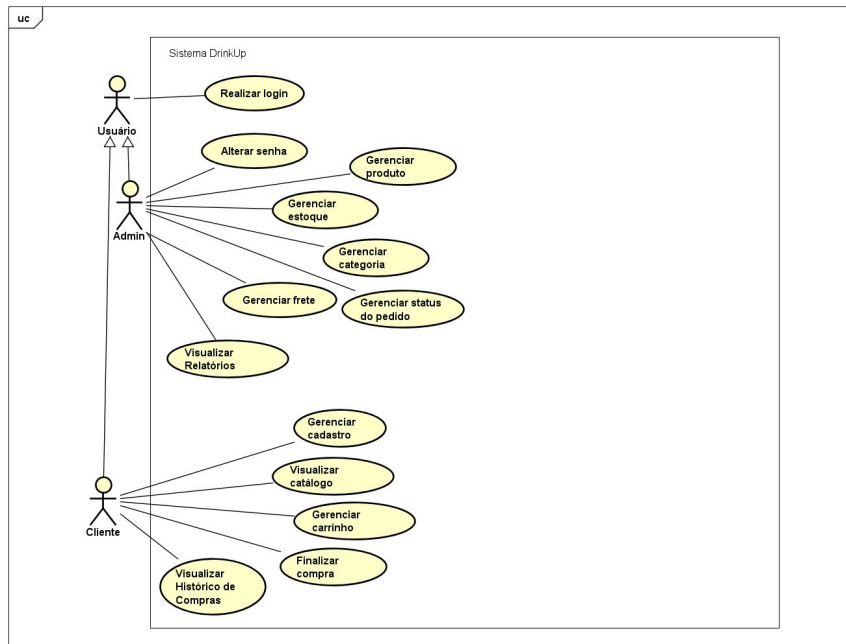 uc
Sistema DrinkUp
Realizar login
Usuário
Alterar senha
Gerenciar
produto
Gerenciar
estoque
Admin
Gerenciar
categoria
Gerenciar frete
Gerenciar status
do pedido
Visualizar
Relatórios
Gerenciar
cadastro
Visualizar
catálogo
Gerenciar
carrinho
Cliente
Finalizar
compra
Visualizar
Histórico de
Compras